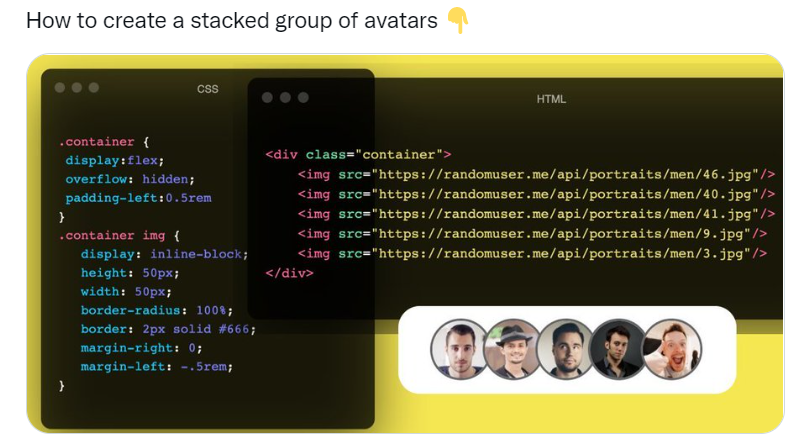 How to create a stacked group of avatars 👇
CSS
.container {
display:flex;
overflow: hidden;
padding-left:0.5rem
}
.container img {
display: inline-block;
height: 50px;
width: 50px;
border-radius: 100%;
border: 2px solid #666;
margin-right: 0;
margin-left: -.5rem;
}
HTML
<div class="container">
<img src="https://randomuser.me/api/portraits/men/46.jpg"/>
<img src="https://randomuser.me/api/portraits/men/40.jpg"/>
<img src="https://randomuser.me/api/portraits/men/41.jpg"/>
<img src="https://randomuser.me/api/portraits/men/9.jpg"/>
<img src="https://randomuser.me/api/portraits/men/3.jpg"/>
</div>